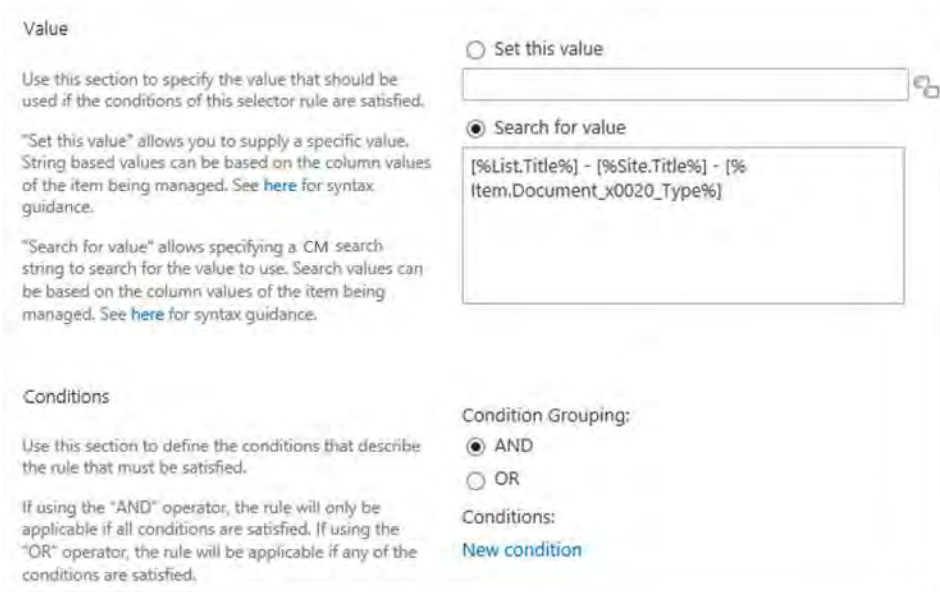 Value
Use this section to specify the value that should be
used if the conditions of this selector rule are satisfied.
"Set this value" allows you to supply a specific value.
String based values can be based on the column values
of the item being managed. See here for syntax
guidance.
"Search for value" allows specifying a CM search
string to search for the value to use. Search values can
be based on the column values of the item being
managed. See here for syntax guidance.
Set this value
Search for value
[%List.Title%] - [%Site.Title%] - [%
Item.Document_x0020_Type%]
Conditions
Use this section to define the conditions that describe
the rule that must be satisfied.
If using the "AND" operator, the rule will only be
applicable if all conditions are satisfied. If using the
"OR" operator, the rule will be applicable if any of the
conditions are satisfied.
Condition Grouping:
AND
OR
Conditions:
New condition